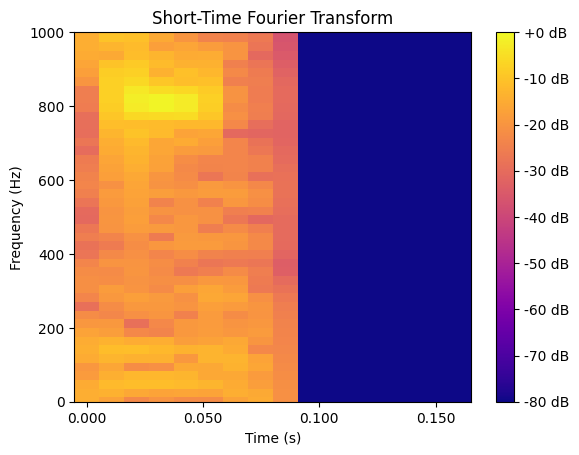 Short-Time Fourier Transform
1000
800
600
400
200
0
Frequency (Hz)
0.000
0.050
0.100
0.150
Time (s)
+0 dB
-10 dB
-20 dB
-30 dB
-40 dB
-50 dB
-60 dB
-70 dB
-80 dB